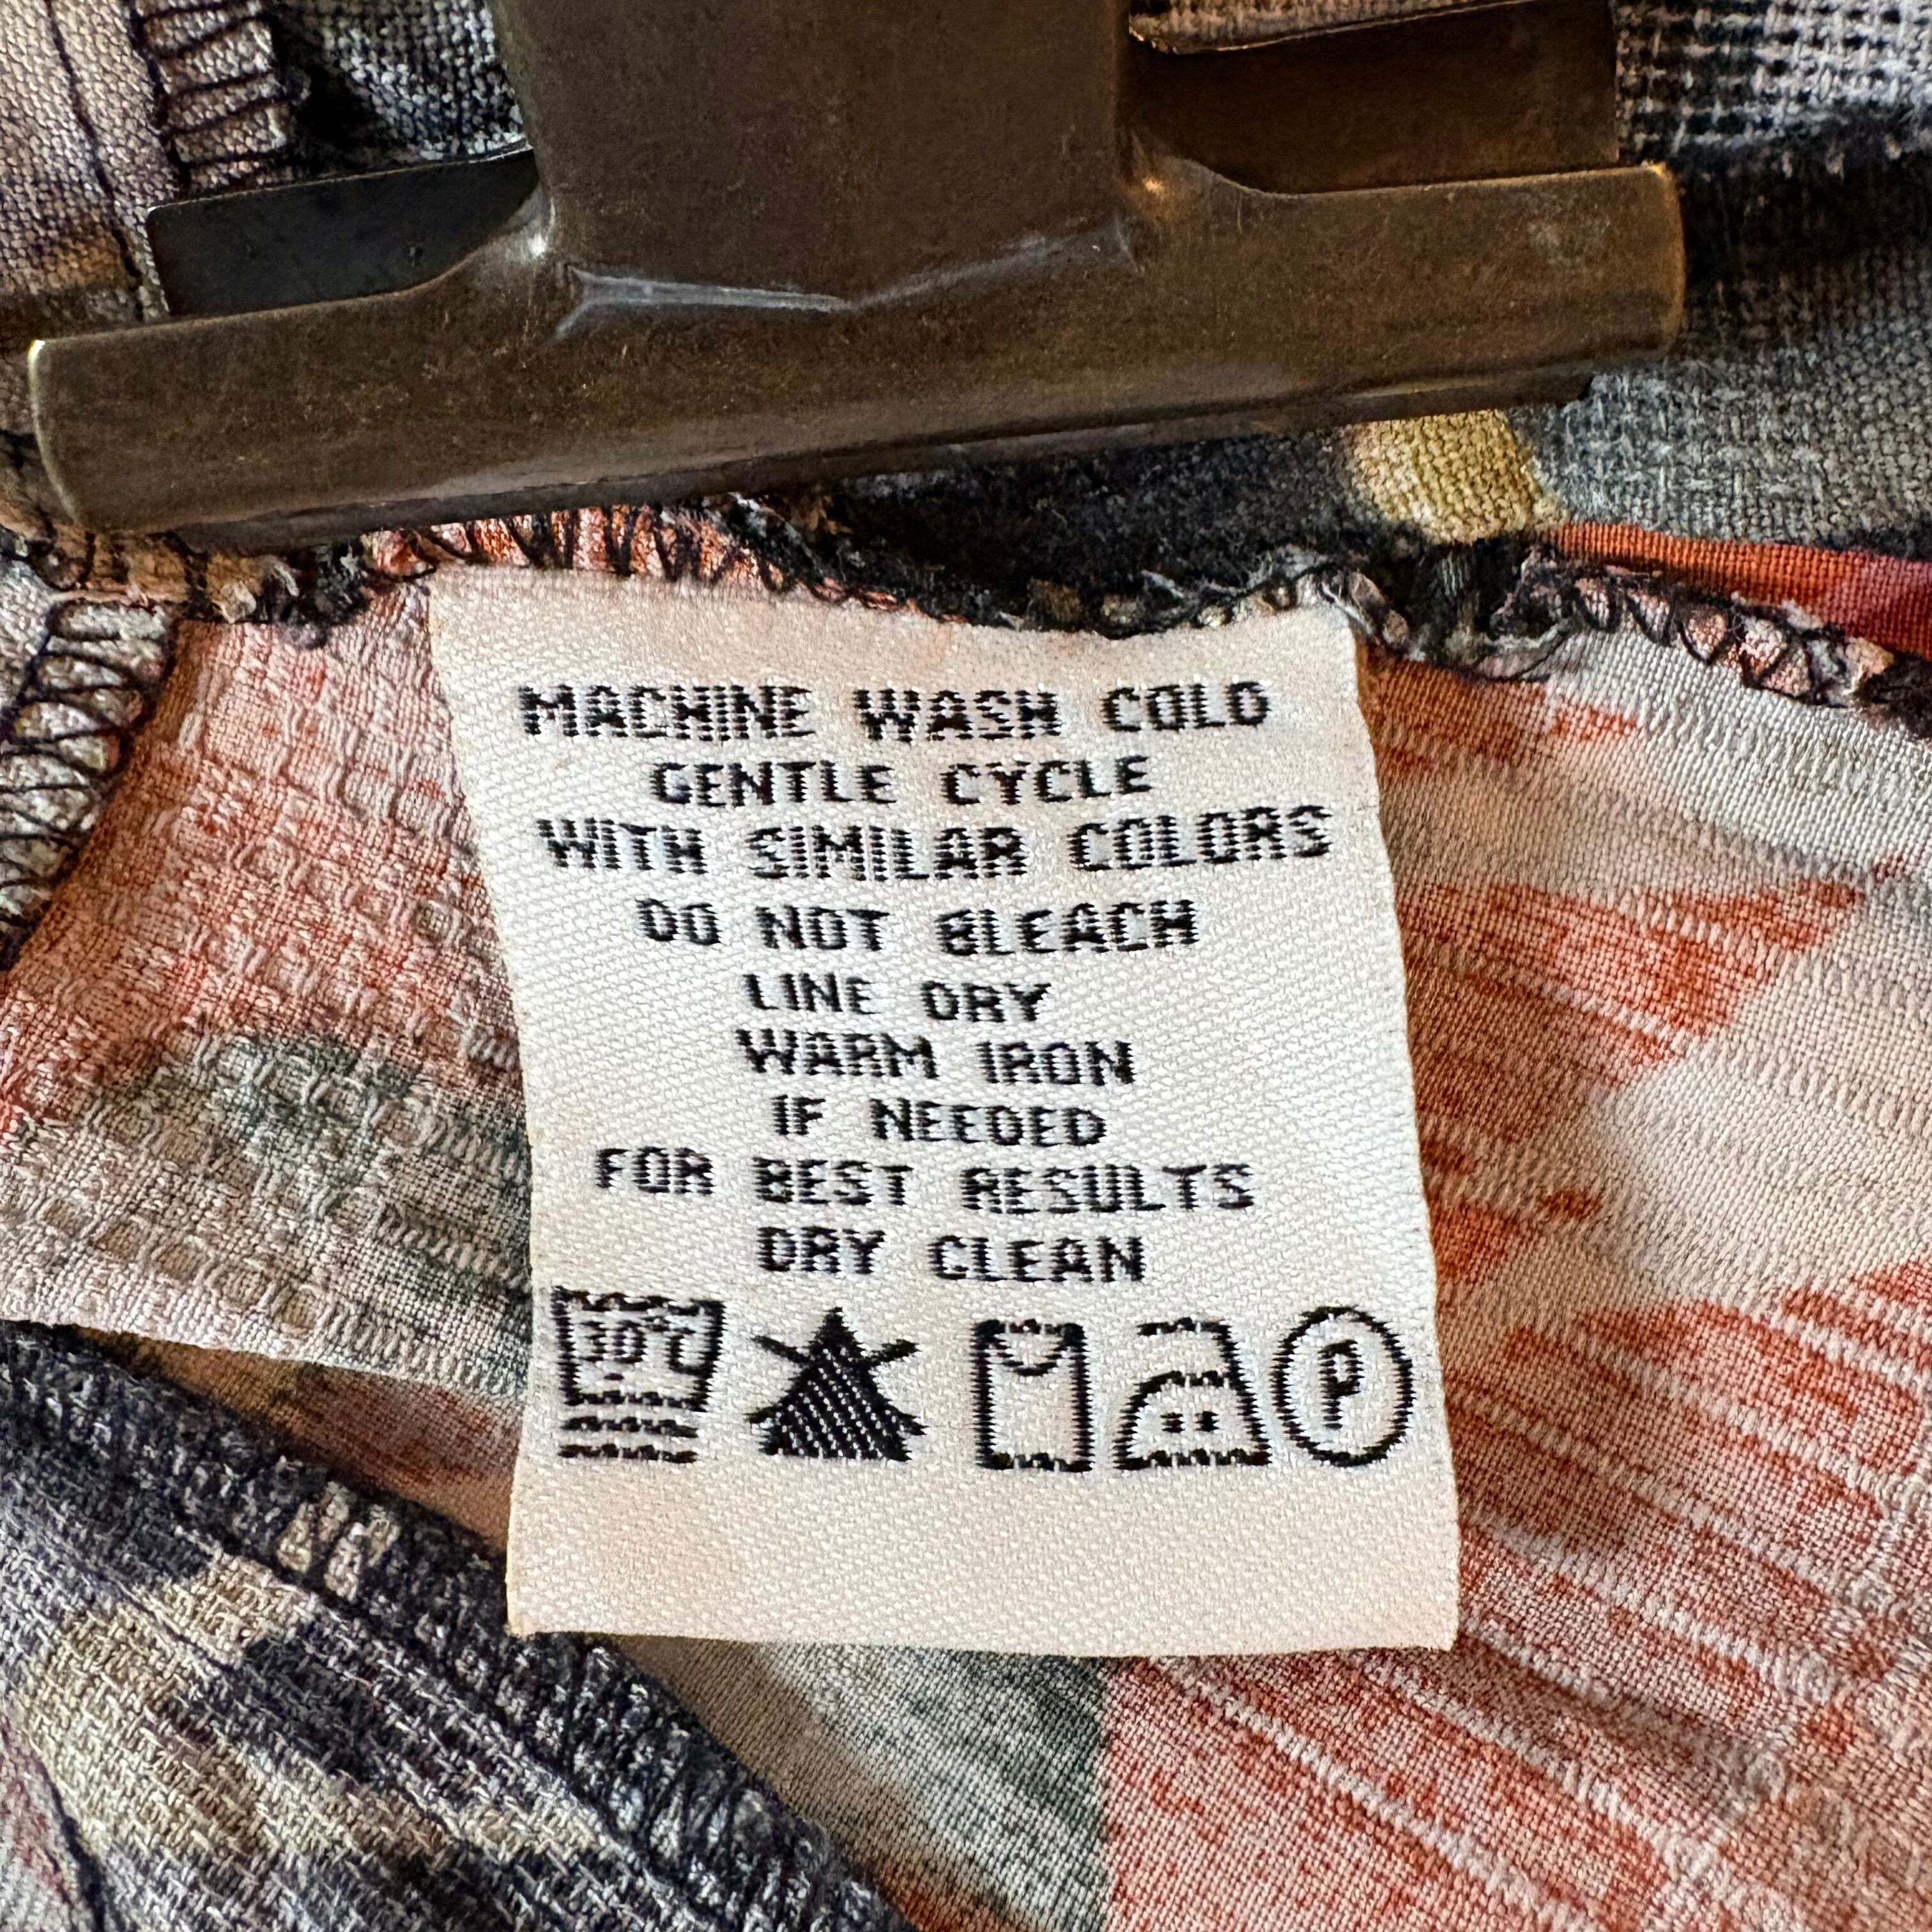 MACHINE WASH COLD
GENTLE CYCLE
WITH SIMILAR COLORS
DO NOT BLEACH
LINE DRY
WARM IRON
IF NEEDED
FOR BEST RESULTS
DRY CLEAN
30°C P